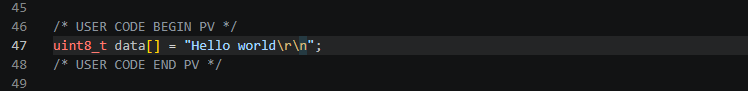 45
46 /* USER CODE BEGIN PV */
47 uint8_t data[] = "Hello world\r\n";
48 /* USER CODE END PV */
49